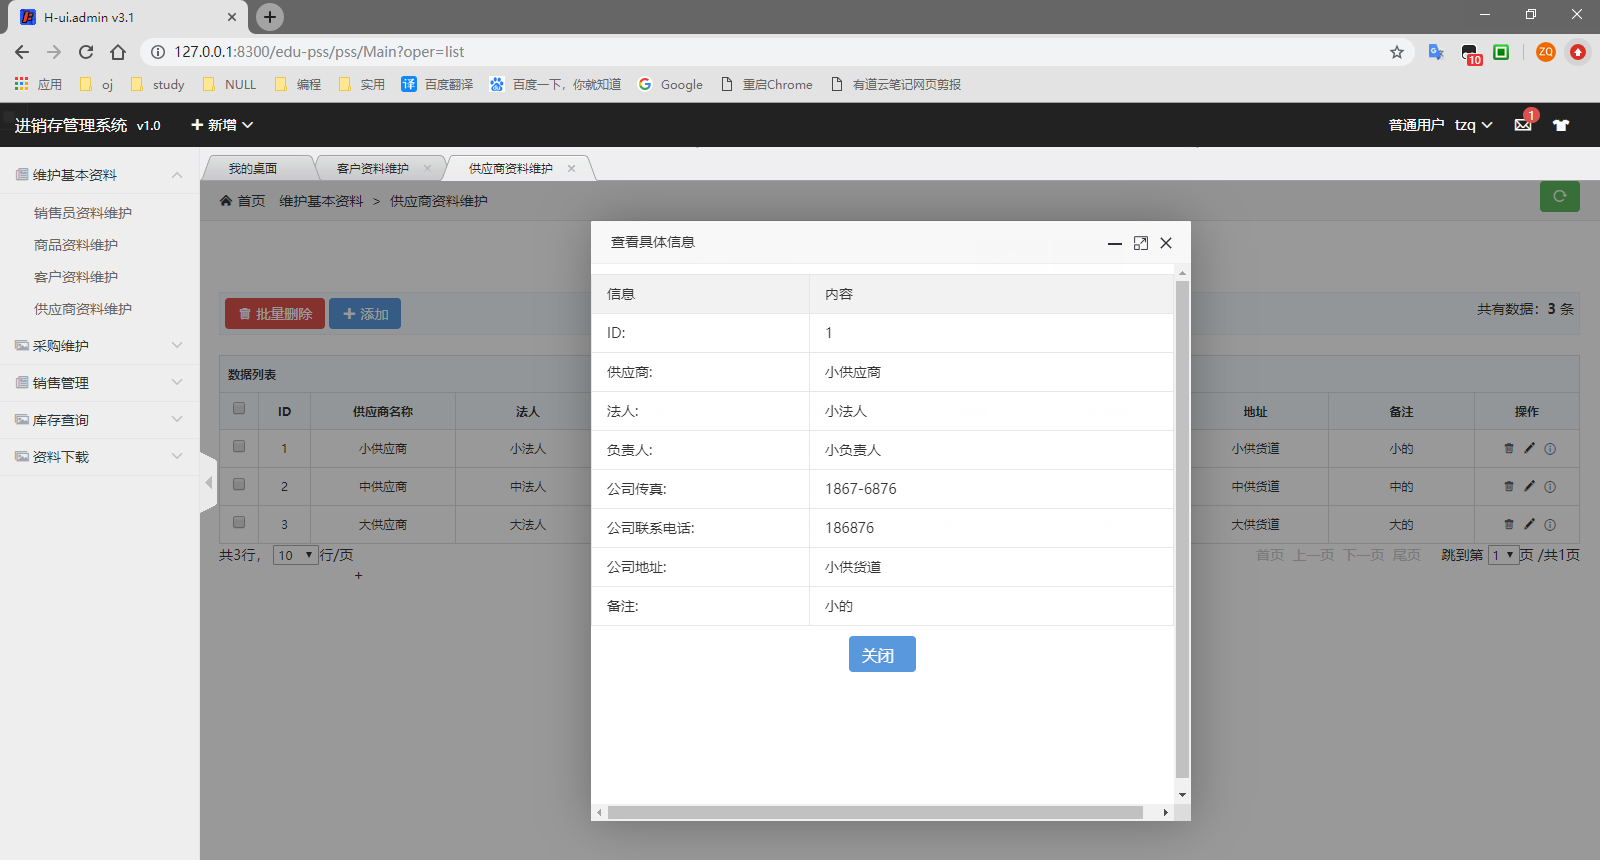 H-ui.admin v3.1
127.0.0.1:8300/edu-pss/pss/Main?oper=list
10
ZQ
应用 oj study NULL 编程 实用 译 百度翻译 百度一下，你就知道 Google 重启Chrome 有道云笔记网页剪报
进销存管理系统 v1.0 新增 普通用户 tzq 1
维护基本资料
销售员资料维护
商品资料维护
客户资料维护
供应商资料维护
采购维护
销售管理
库存查询
资料下载
我的桌面 客户资料维护 供应商资料维护
首页 维护基本资料 > 供应商资料维护
批量删除 添加 共有数据：3 条
数据列表
ID 供应商名称 法人 地址 备注 操作
1 小供应商 小法人 小供货道 小的
2 中供应商 中法人 中供货道 中的
3 大供应商 大法人 大供货道 大的
共3行， 10 行/页 首页 上一页 下一页 尾页 跳到第 1 页 /共1页
+
查看具体信息
信息 内容
ID: 1
供应商: 小供应商
法人: 小法人
负责人: 小负责人
公司传真: 1867-6876
公司联系电话: 186876
公司地址: 小供货道
备注: 小的
关闭